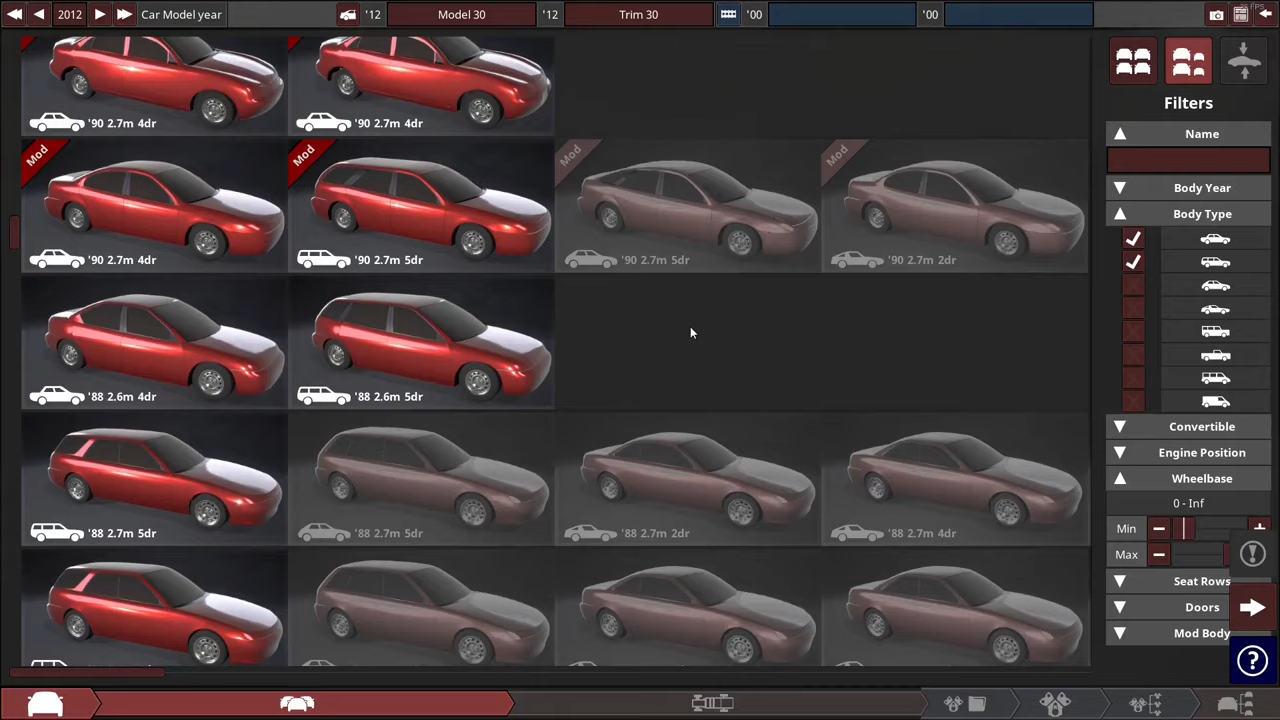 2012 Car Model year '12 Model 30 '12 Trim 30 '00 '00
'90 2.7m 4dr '90 2.7m 4dr
Mod Mod Mod Mod
'90 2.7m 4dr '90 2.7m 5dr '90 2.7m 5dr '90 2.7m 2dr
'88 2.6m 4dr '88 2.6m 5dr
'88 2.7m 5dr '88 2.7m 5dr '88 2.7m 2dr '88 2.7m 4dr
Filters
Name
Body Year
Body Type
Convertible
Engine Position
Wheelbase
0 - Inf
Min
Max
Seat Rows
Doors
Mod Body